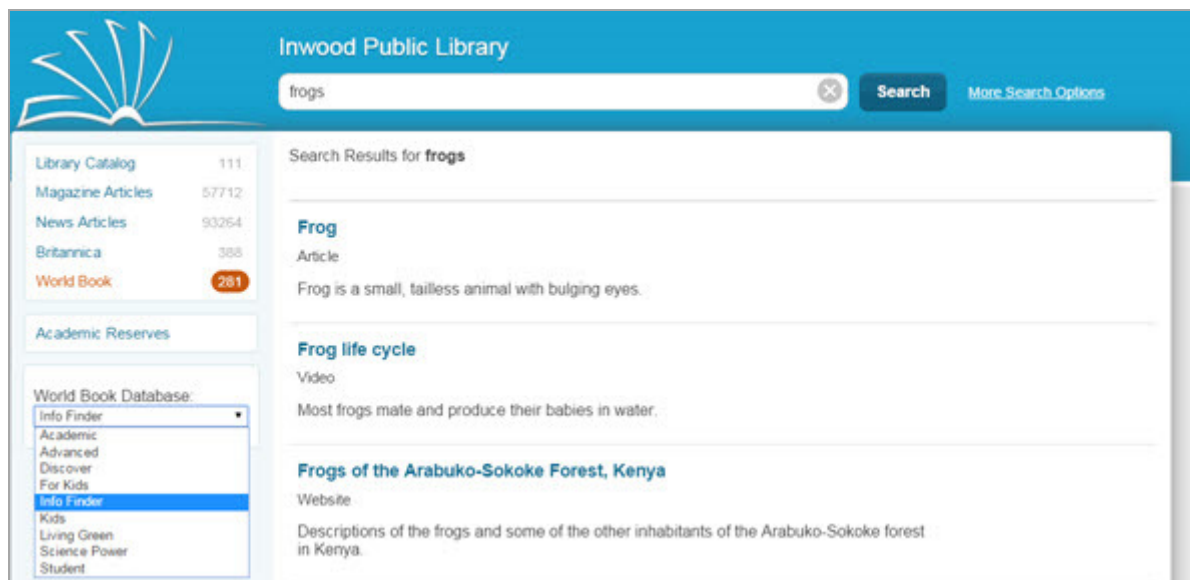 Inwood Public Library
frogs
Search
More Search Options
Library Catalog 111
Magazine Articles 57712
News Articles 93264
Britannica 388
World Book 281
Academic Reserves
World Book Database:
Info Finder
Academic
Advanced
Discover
For Kids
Info Finder
Kids
Living Green
Science Power
Student
Search Results for frogs
Frog
Article
Frog is a small, tailless animal with bulging eyes.
Frog life cycle
Video
Most frogs mate and produce their babies in water.
Frogs of the Arabuko-Sokoke Forest, Kenya
Website
Descriptions of the frogs and some of the other inhabitants of the Arabuko-Sokoke forest
in Kenya.